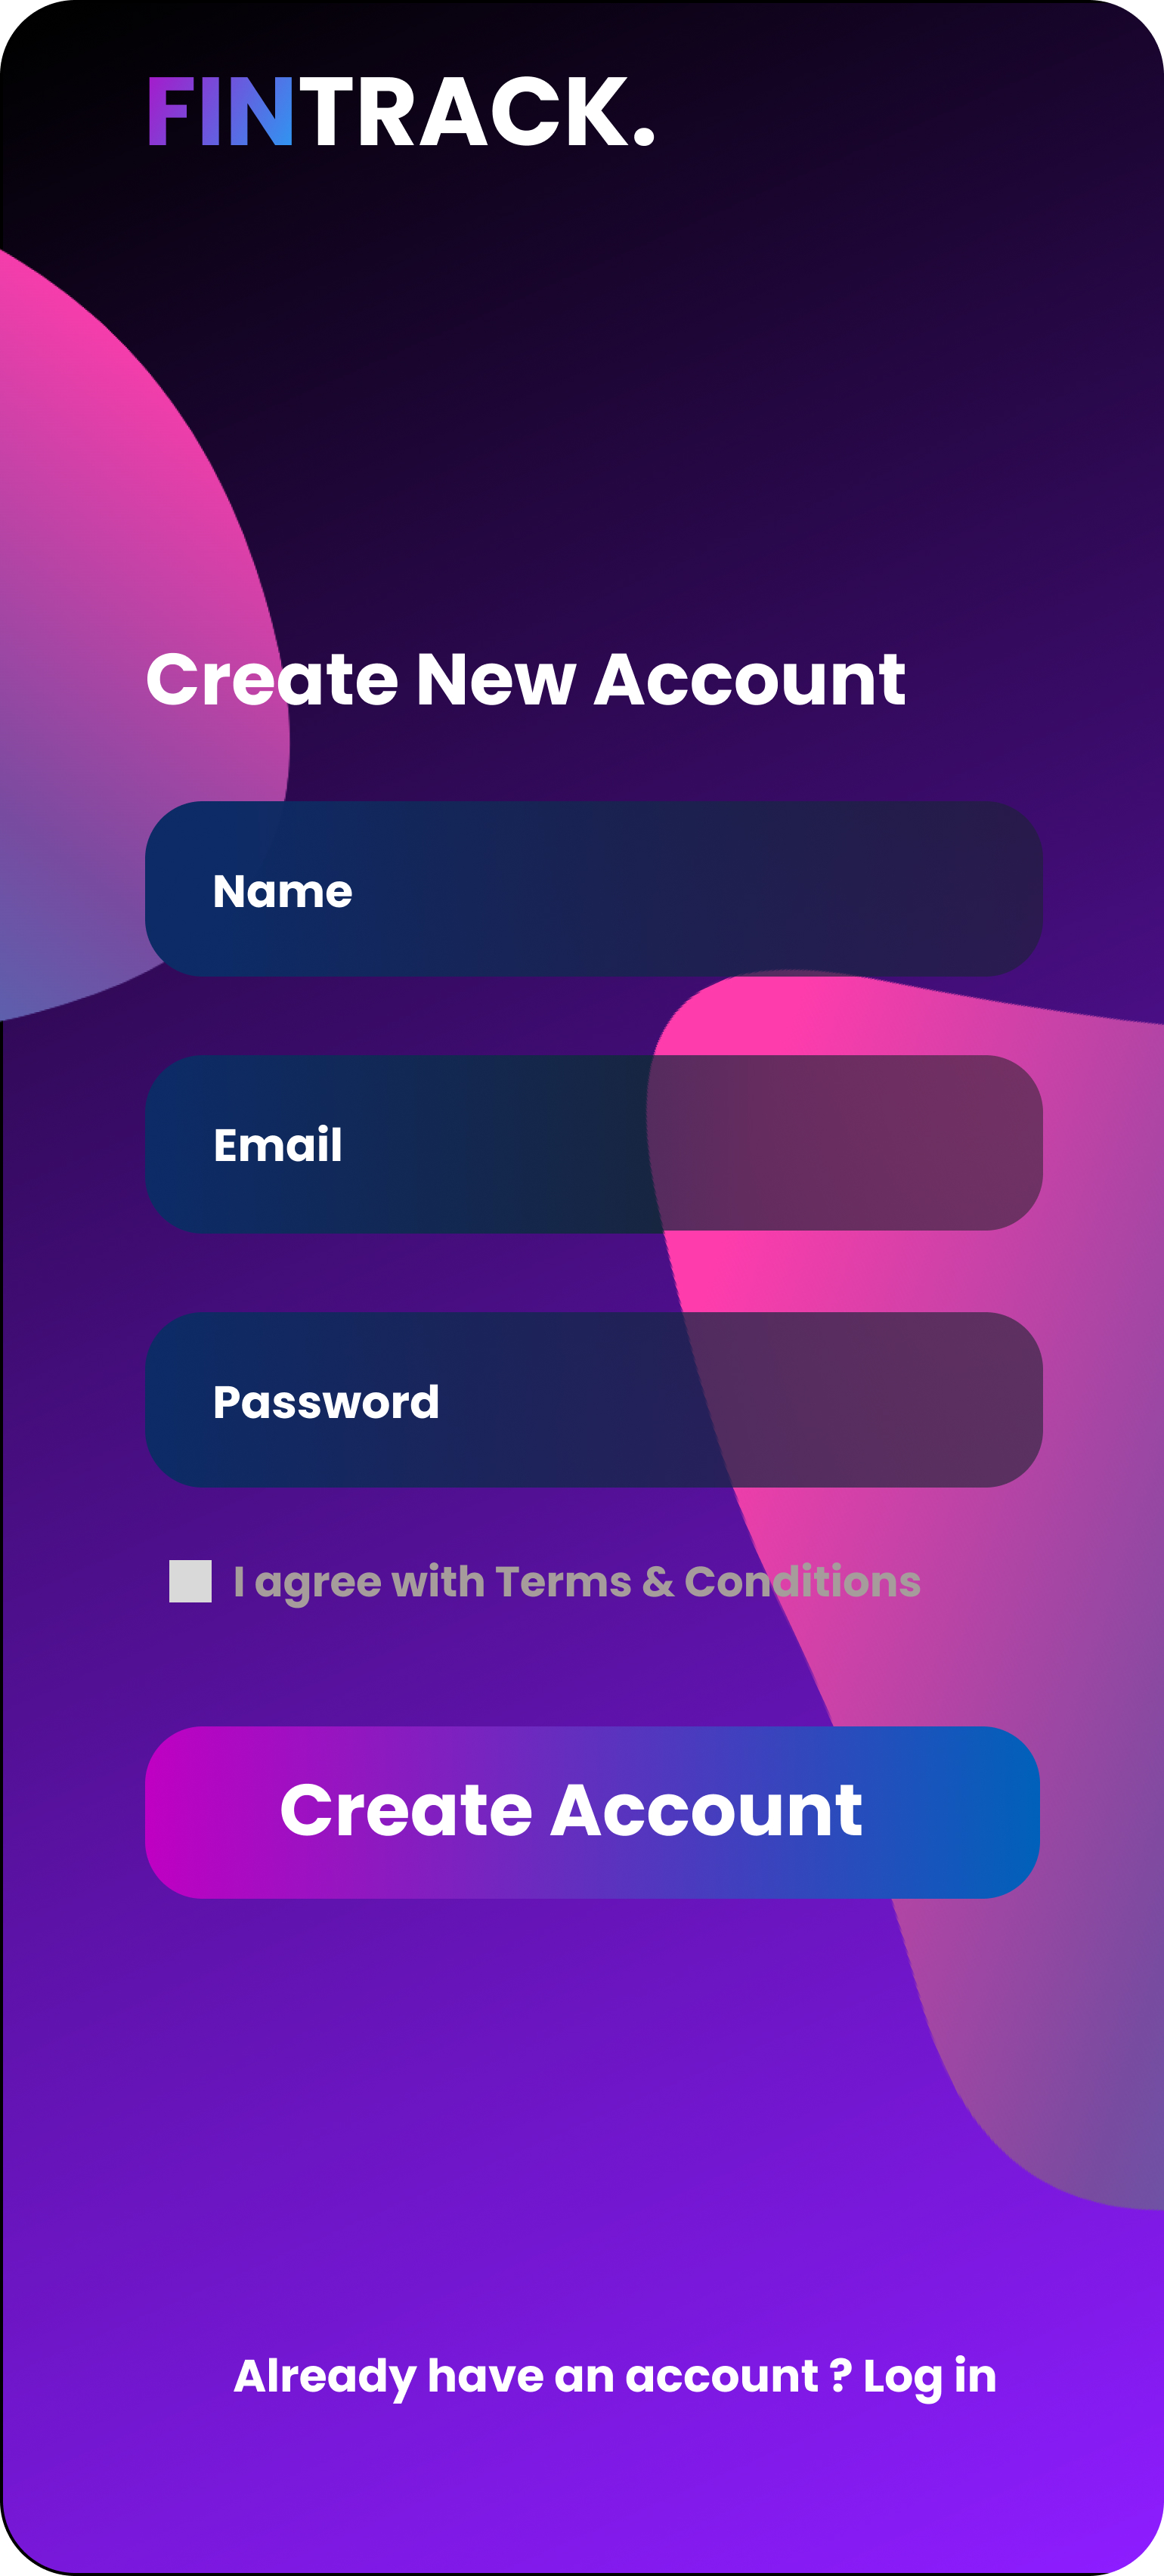 FINTRACK.
Create New Account
Name
Email
Password
I agree with Terms & Conditions
Create Account
Already have an account ? Log in